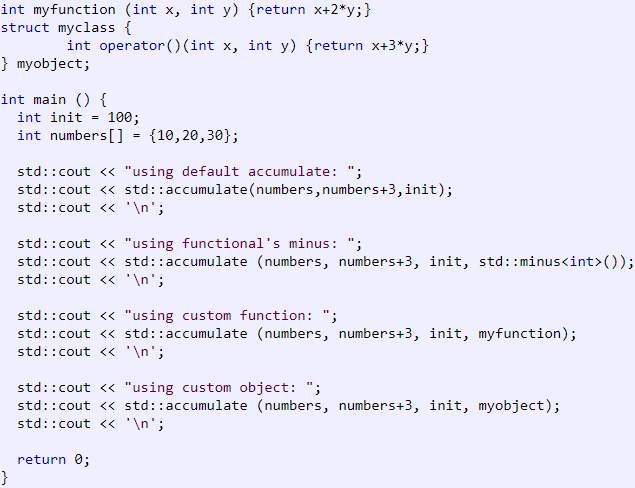 int myfunction (int x, int y) {return x+2*y;}
struct myclass {
        int operator()(int x, int y) {return x+3*y;}
} myobject;

int main () {
  int init = 100;
  int numbers[] = {10,20,30};

  std::cout << "using default accumulate: ";
  std::cout << std::accumulate(numbers,numbers+3,init);
  std::cout << '\n';

  std::cout << "using functional's minus: ";
  std::cout << std::accumulate (numbers, numbers+3, init, std::minus<int>());
  std::cout << '\n';

  std::cout << "using custom function: ";
  std::cout << std::accumulate (numbers, numbers+3, init, myfunction);
  std::cout << '\n';

  std::cout << "using custom object: ";
  std::cout << std::accumulate (numbers, numbers+3, init, myobject);
  std::cout << '\n';

  return 0;
}